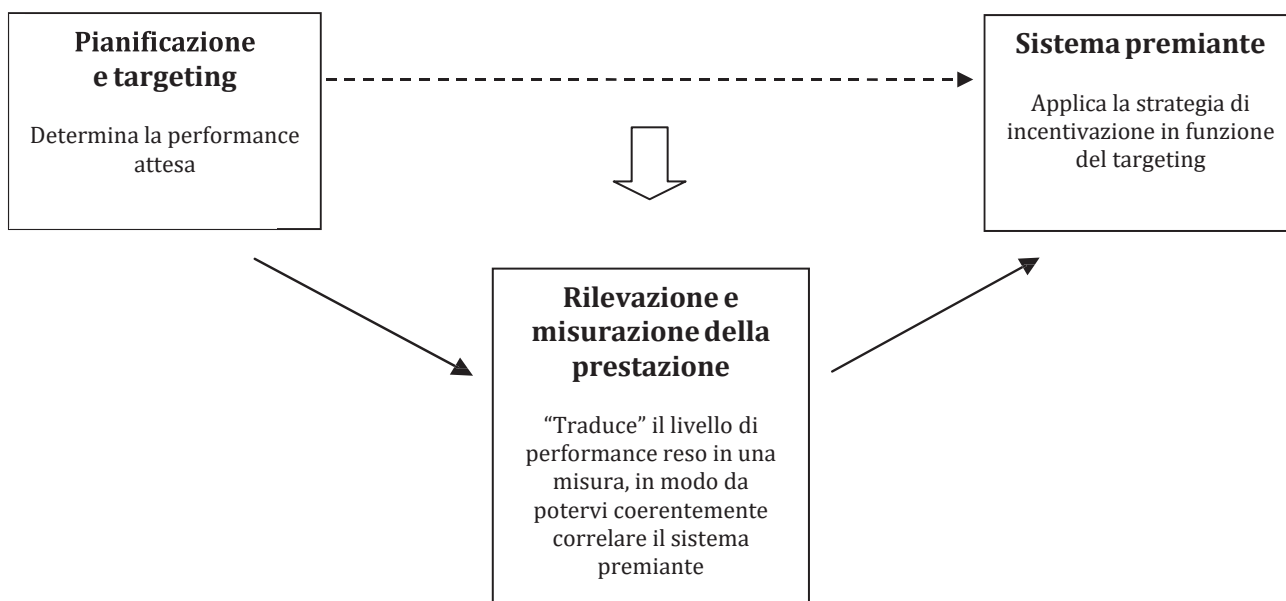 Pianificazione
e targeting
Determina la performance
attesa
Sistema premiante
Applica la strategia di
incentivazione in funzione
del targeting
Rilevazione e
misurazione della
prestazione
“Traduce” il livello di
performance reso in una
misura, in modo da
potervi coerentemente
correlare il sistema
premiante